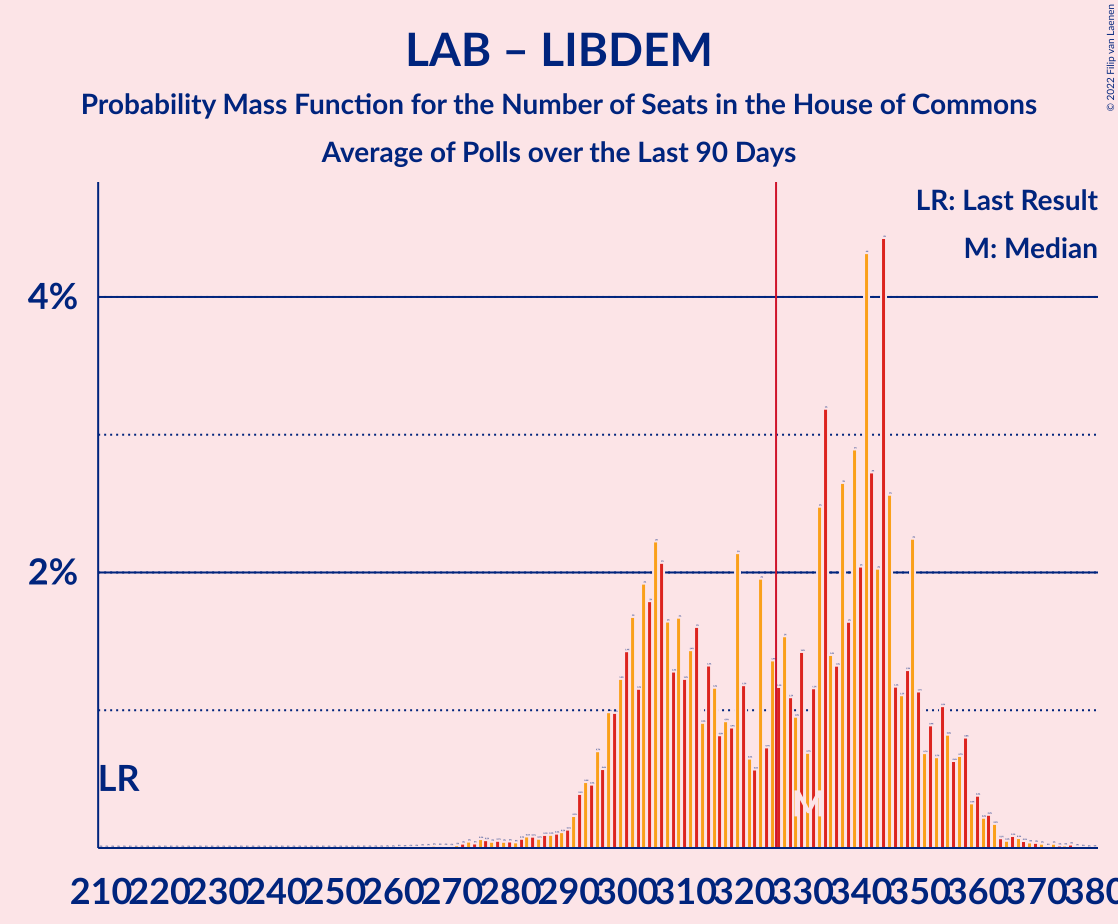 LAB – LIBDEM
Probability Mass Function for the Number of Seats in the House of Commons
Average of Polls over the Last 90 Days
© 2022 Filip van Laenen
LR: Last Result
M: Median
4%
2%
LR
M
210 220 230 240 250 260 270 280 290 300 310 320 330 340 350 360 370 380